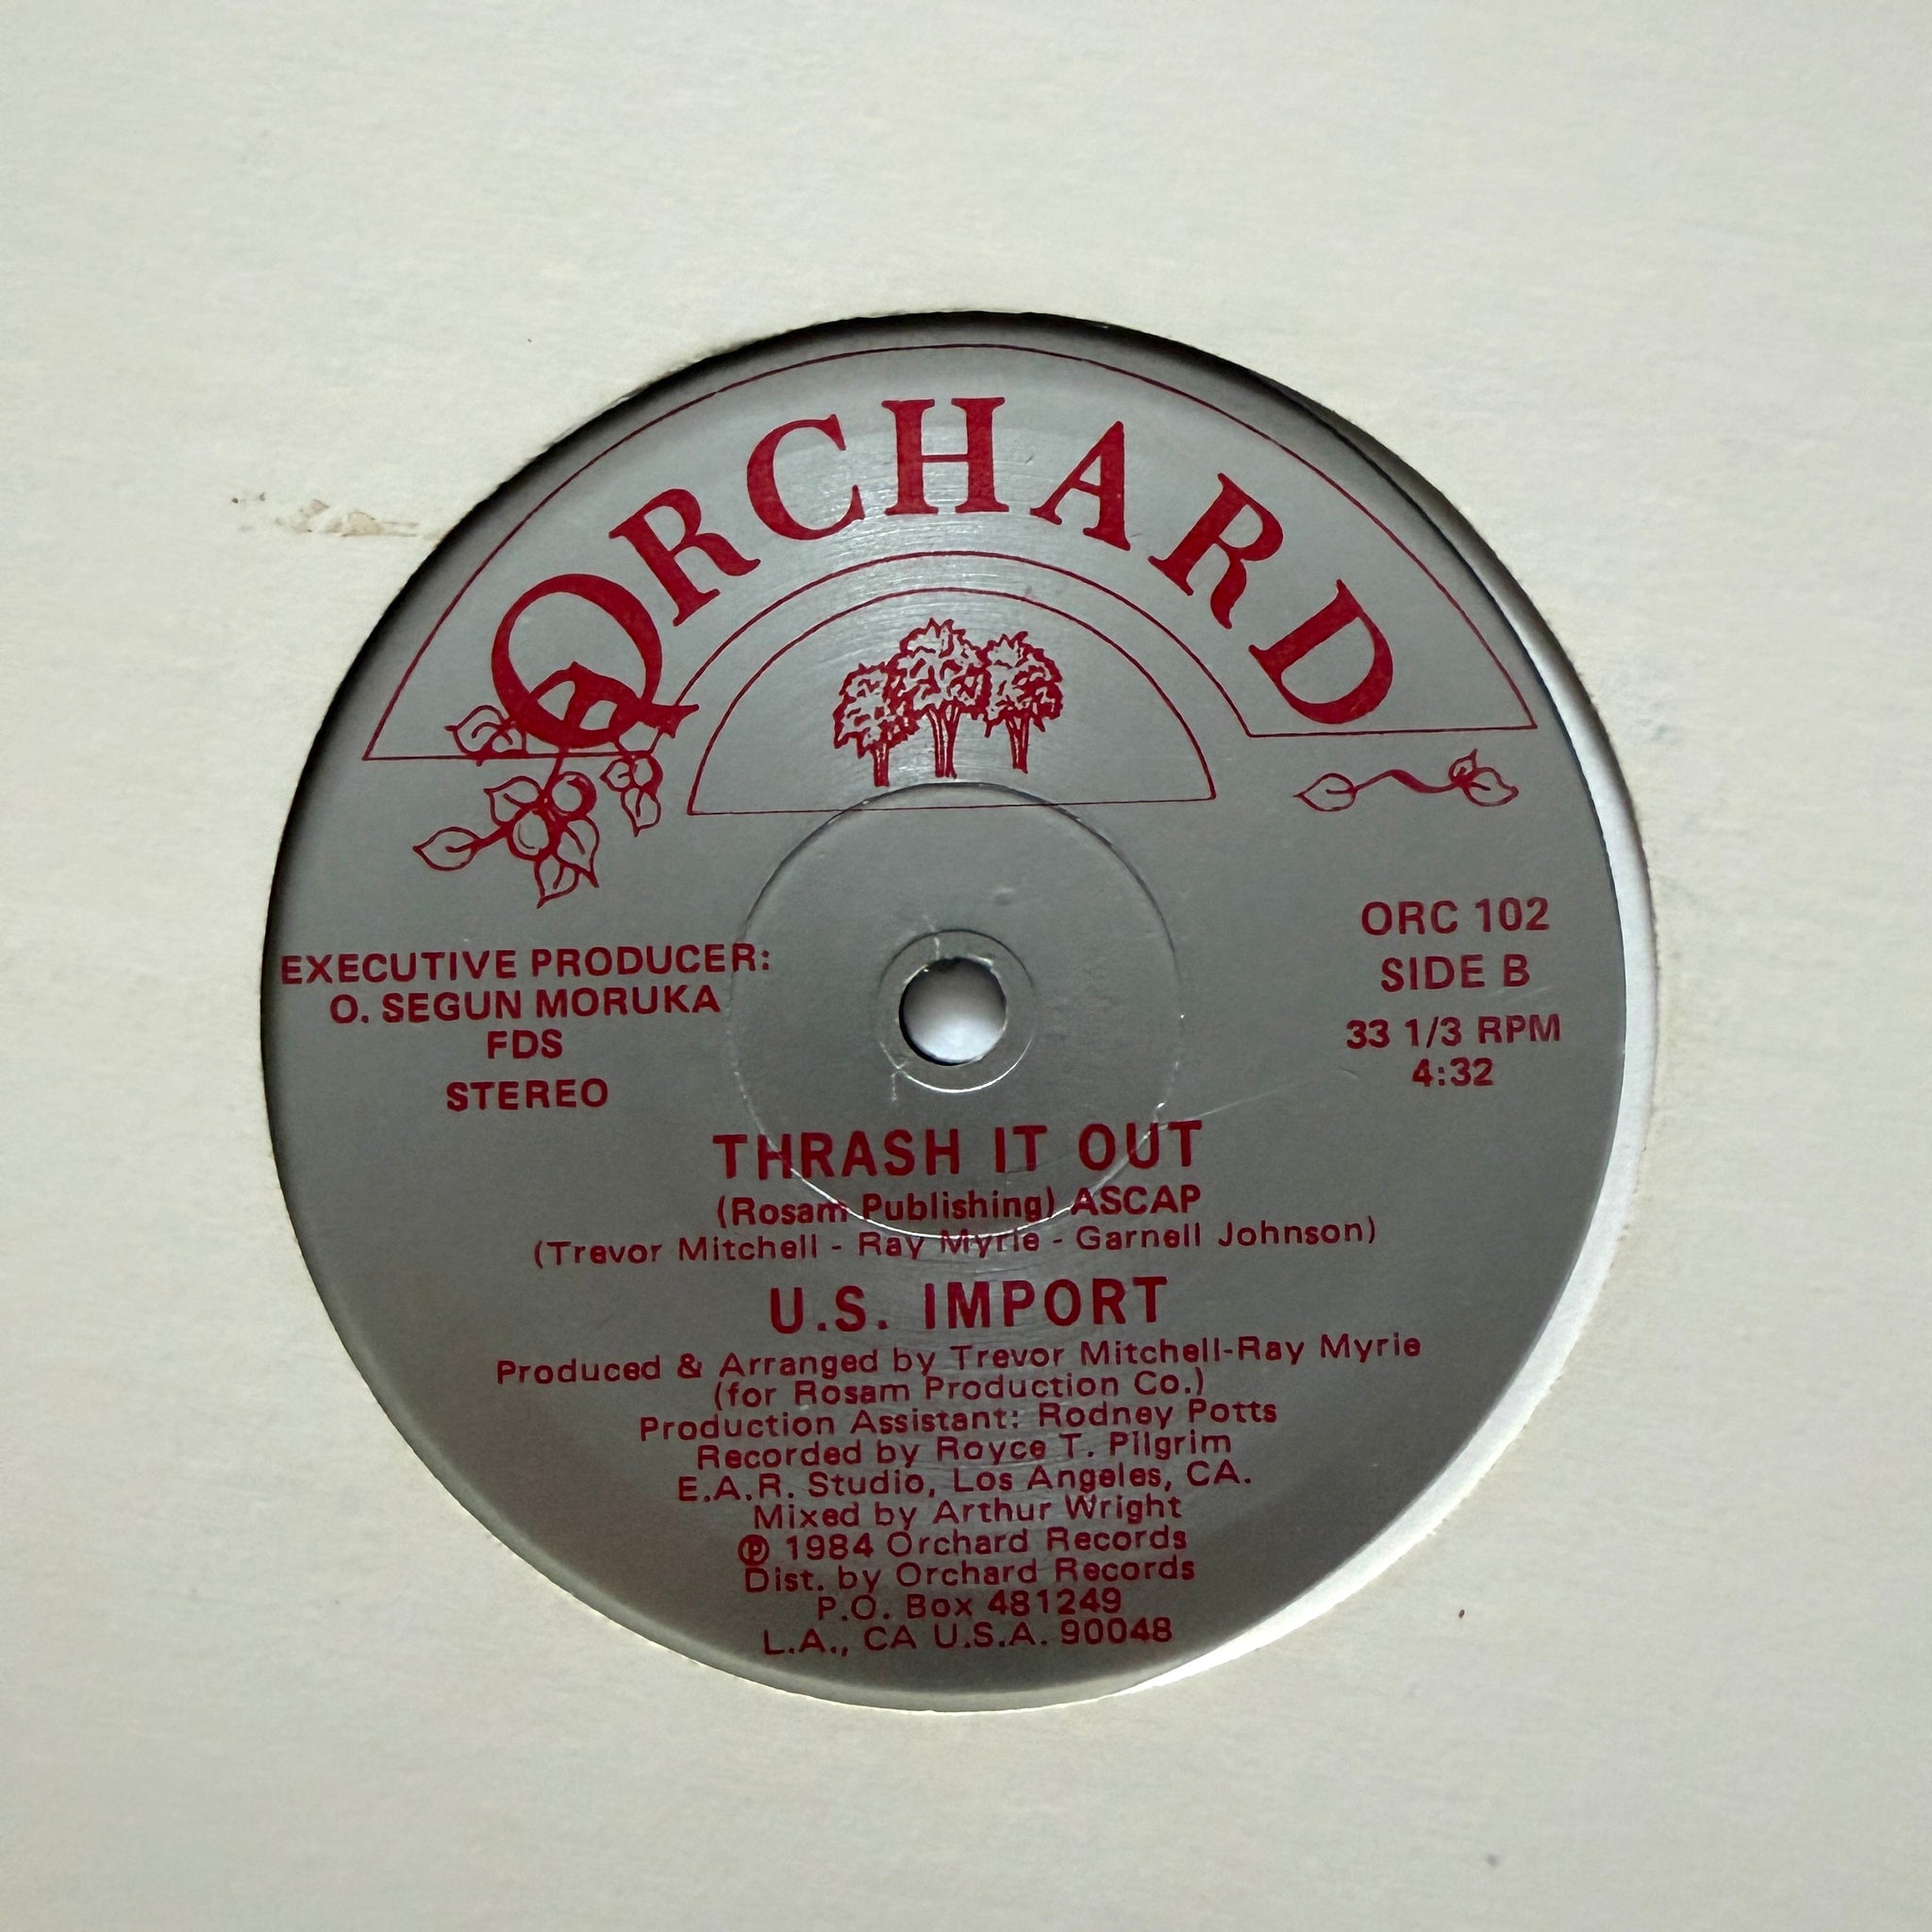 ORCHARD
EXECUTIVE PRODUCER:
O. SEGUN MORUKA
FDS
STEREO
ORC 102
SIDE B
33 1/3 RPM
4:32
THRASH IT OUT
(Rosam Publishing) ASCAP
(Trevor Mitchell - Ray Myrie - Garnell Johnson)
U.S. IMPORT
Produced & Arranged by Trevor Mitchell-Ray Myrie
(for Rosam Production Co.)
Production Assistant: Rodney Potts
Recorded by Royce T. Pilgrim
E.A.R. Studio, Los Angeles, CA.
Mixed by Arthur Wright
℗ 1984 Orchard Records
Dist. by Orchard Records
P.O. Box 481249
L.A., CA U.S.A. 90048